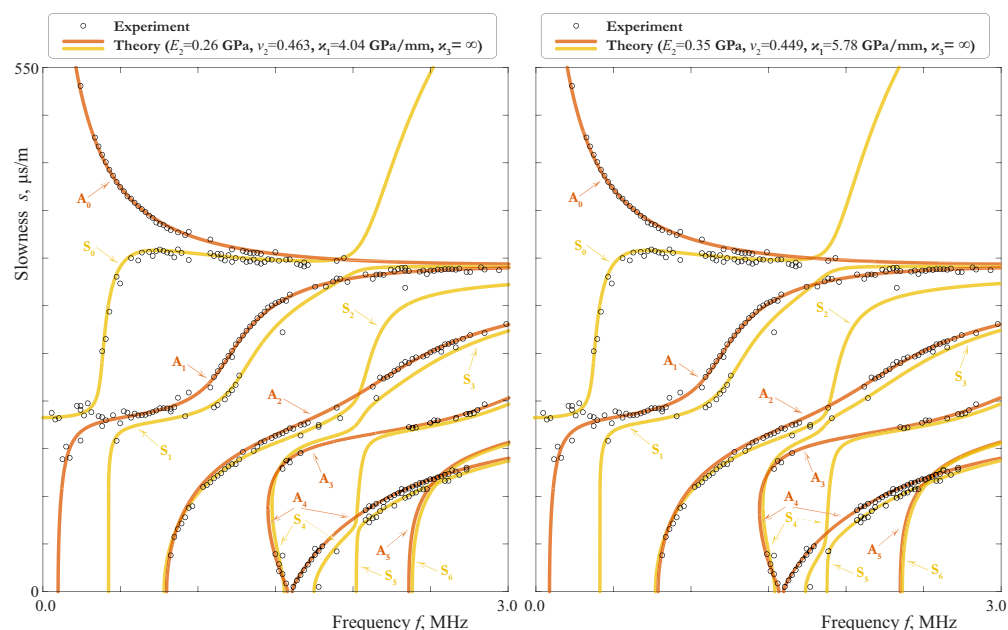 Experiment
Theory (E₂=0.26 GPa, ν₂=0.463, ϰ₁=4.04 GPa/mm, ϰ₃= ∞)
550
Slowness s, μs/m
A₀
S₀
S₂
A₁
S₃
A₂
S₁
A₃
A₄
S₄
A₅
S₅
S₆
0
0.0
3.0
Frequency f, MHz
Experiment
Theory (E₂=0.35 GPa, ν₂=0.449, ϰ₁=5.78 GPa/mm, ϰ₃= ∞)
A₀
S₀
S₂
A₁
S₃
A₂
S₁
A₃
A₄
S₄
A₅
S₅
S₆
0.0
3.0
Frequency f, MHz